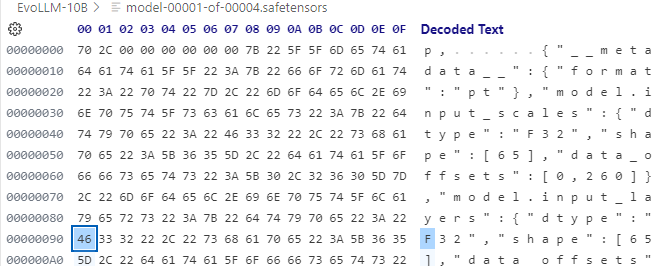 EvoLLM-10B > model-00001-of-00004.safetensors
00 01 02 03 04 05 06 07 08 09 0A 0B 0C 0D 0E 0F Decoded Text
00000000 70 2C 00 00 00 00 00 00 7B 22 5F 5F 6D 65 74 61 p , . . . . . . { " _ _ m e t a
00000010 64 61 74 61 5F 5F 22 3A 7B 22 66 6F 72 6D 61 74 d a t a _ _ " : { " f o r m a t
00000020 22 3A 22 70 74 22 7D 2C 22 6D 6F 64 65 6C 2E 69 " : " p t " } , " m o d e l . i
00000030 6E 70 75 74 5F 73 63 61 6C 65 73 22 3A 7B 22 64 n p u t _ s c a l e s " : { " d
00000040 74 79 70 65 22 3A 22 46 33 32 22 2C 22 73 68 61 t y p e " : " F 3 2 " , " s h a
00000050 70 65 22 3A 5B 36 35 5D 2C 22 64 61 74 61 5F 6F p e " : [ 6 5 ] , " d a t a _ o
00000060 66 66 73 65 74 73 22 3A 5B 30 2C 32 36 30 5D 7D f f s e t s " : [ 0 , 2 6 0 ] }
00000070 2C 22 6D 6F 64 65 6C 2E 69 6E 70 75 74 5F 6C 61 , " m o d e l . i n p u t _ l a
00000080 79 65 72 73 22 3A 7B 22 64 74 79 70 65 22 3A 22 y e r s " : { " d t y p e " : "
00000090 46 33 32 22 2C 22 73 68 61 70 65 22 3A 5B 36 35 F 3 2 " , " s h a p e " : [ 6 5
000000A0 5D 2C 22 64 61 74 61 5F 6F 66 66 73 65 74 73 22 ] , " d a t a _ o f f s e t s "